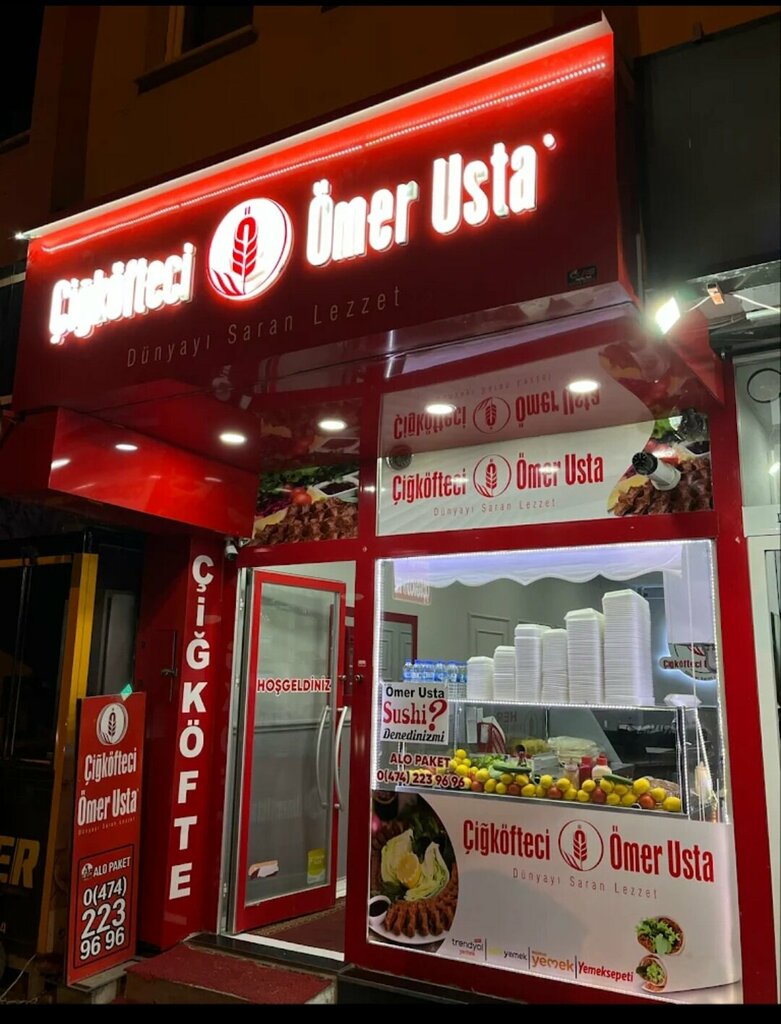 Çiğköfteci Ömer Usta
Dünyayı Saran Lezzet
Çiğköfteci Ömer Usta
Dünyayı Saran Lezzet
ÇİĞKÖFTE
HOŞGELDİNİZ
Ömer Usta
Sushi?
Denedinizmi
ALO PAKET
0(474) 223 96 96
Çiğköfteci
Ömer Usta
Dünyayı Saran Lezzet
ALO PAKET
0(474)
223
96 96
Çiğköfteci Ömer Usta
Dünyayı Saran Lezzet
trendyol yemek
yemek
yemek
Yemeksepeti